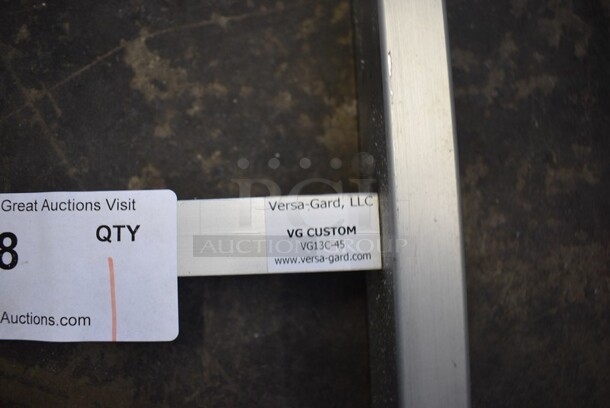 Great Auctions Visit
8
QTY
Auctions.com
Versa-Gard, LLC
VG CUSTOM
VG13C-45
www.versa-gard.com
PCI
AUCTION GROUP